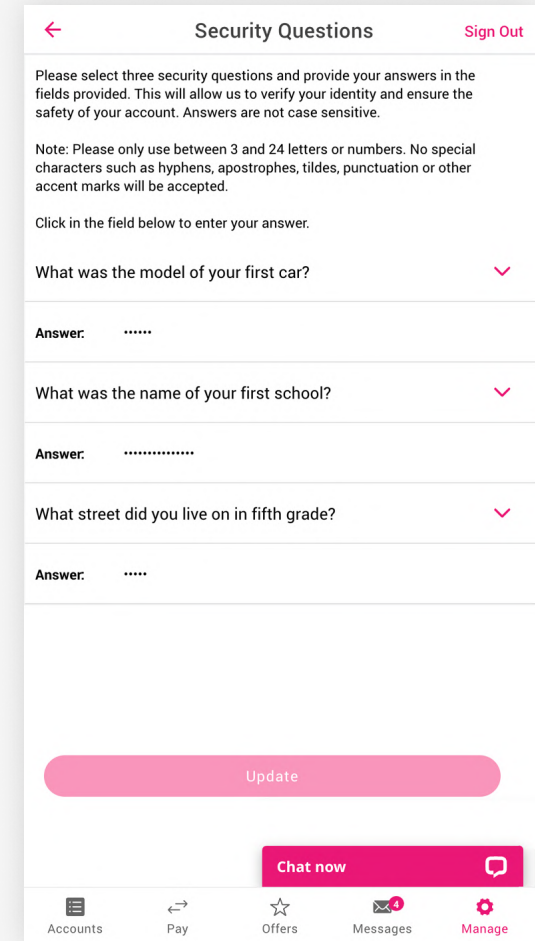 Security Questions
Sign Out
Please select three security questions and provide your answers in the
fields provided. This will allow us to verify your identity and ensure the
safety of your account. Answers are not case sensitive.
Note: Please only use between 3 and 24 letters or numbers. No special
characters such as hyphens, apostrophes, tildes, punctuation or other
accent marks will be accepted.
Click in the field below to enter your answer.
What was the model of your first car?
Answer: ••••••
What was the name of your first school?
Answer: •••••••••••••••
What street did you live on in fifth grade?
Answer: •••••
Update
Chat now
4
Accounts
Pay
Offers
Messages
Manage